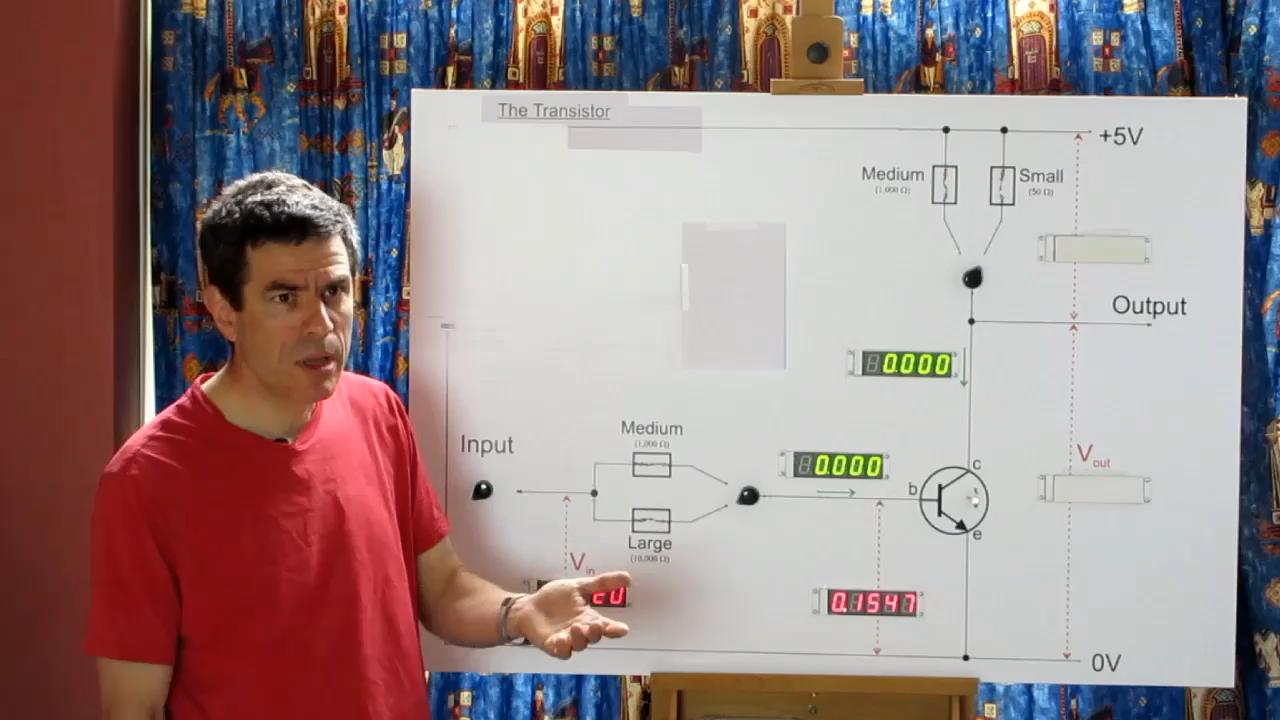 The Transistor
+5V
Medium
(1,000 Ω)
Small
(50 Ω)
Output
0.000
Medium
(1,000 Ω)
Input
0.000
V out
c
b
e
Large
(10,000 Ω)
V in
0.1547
0V